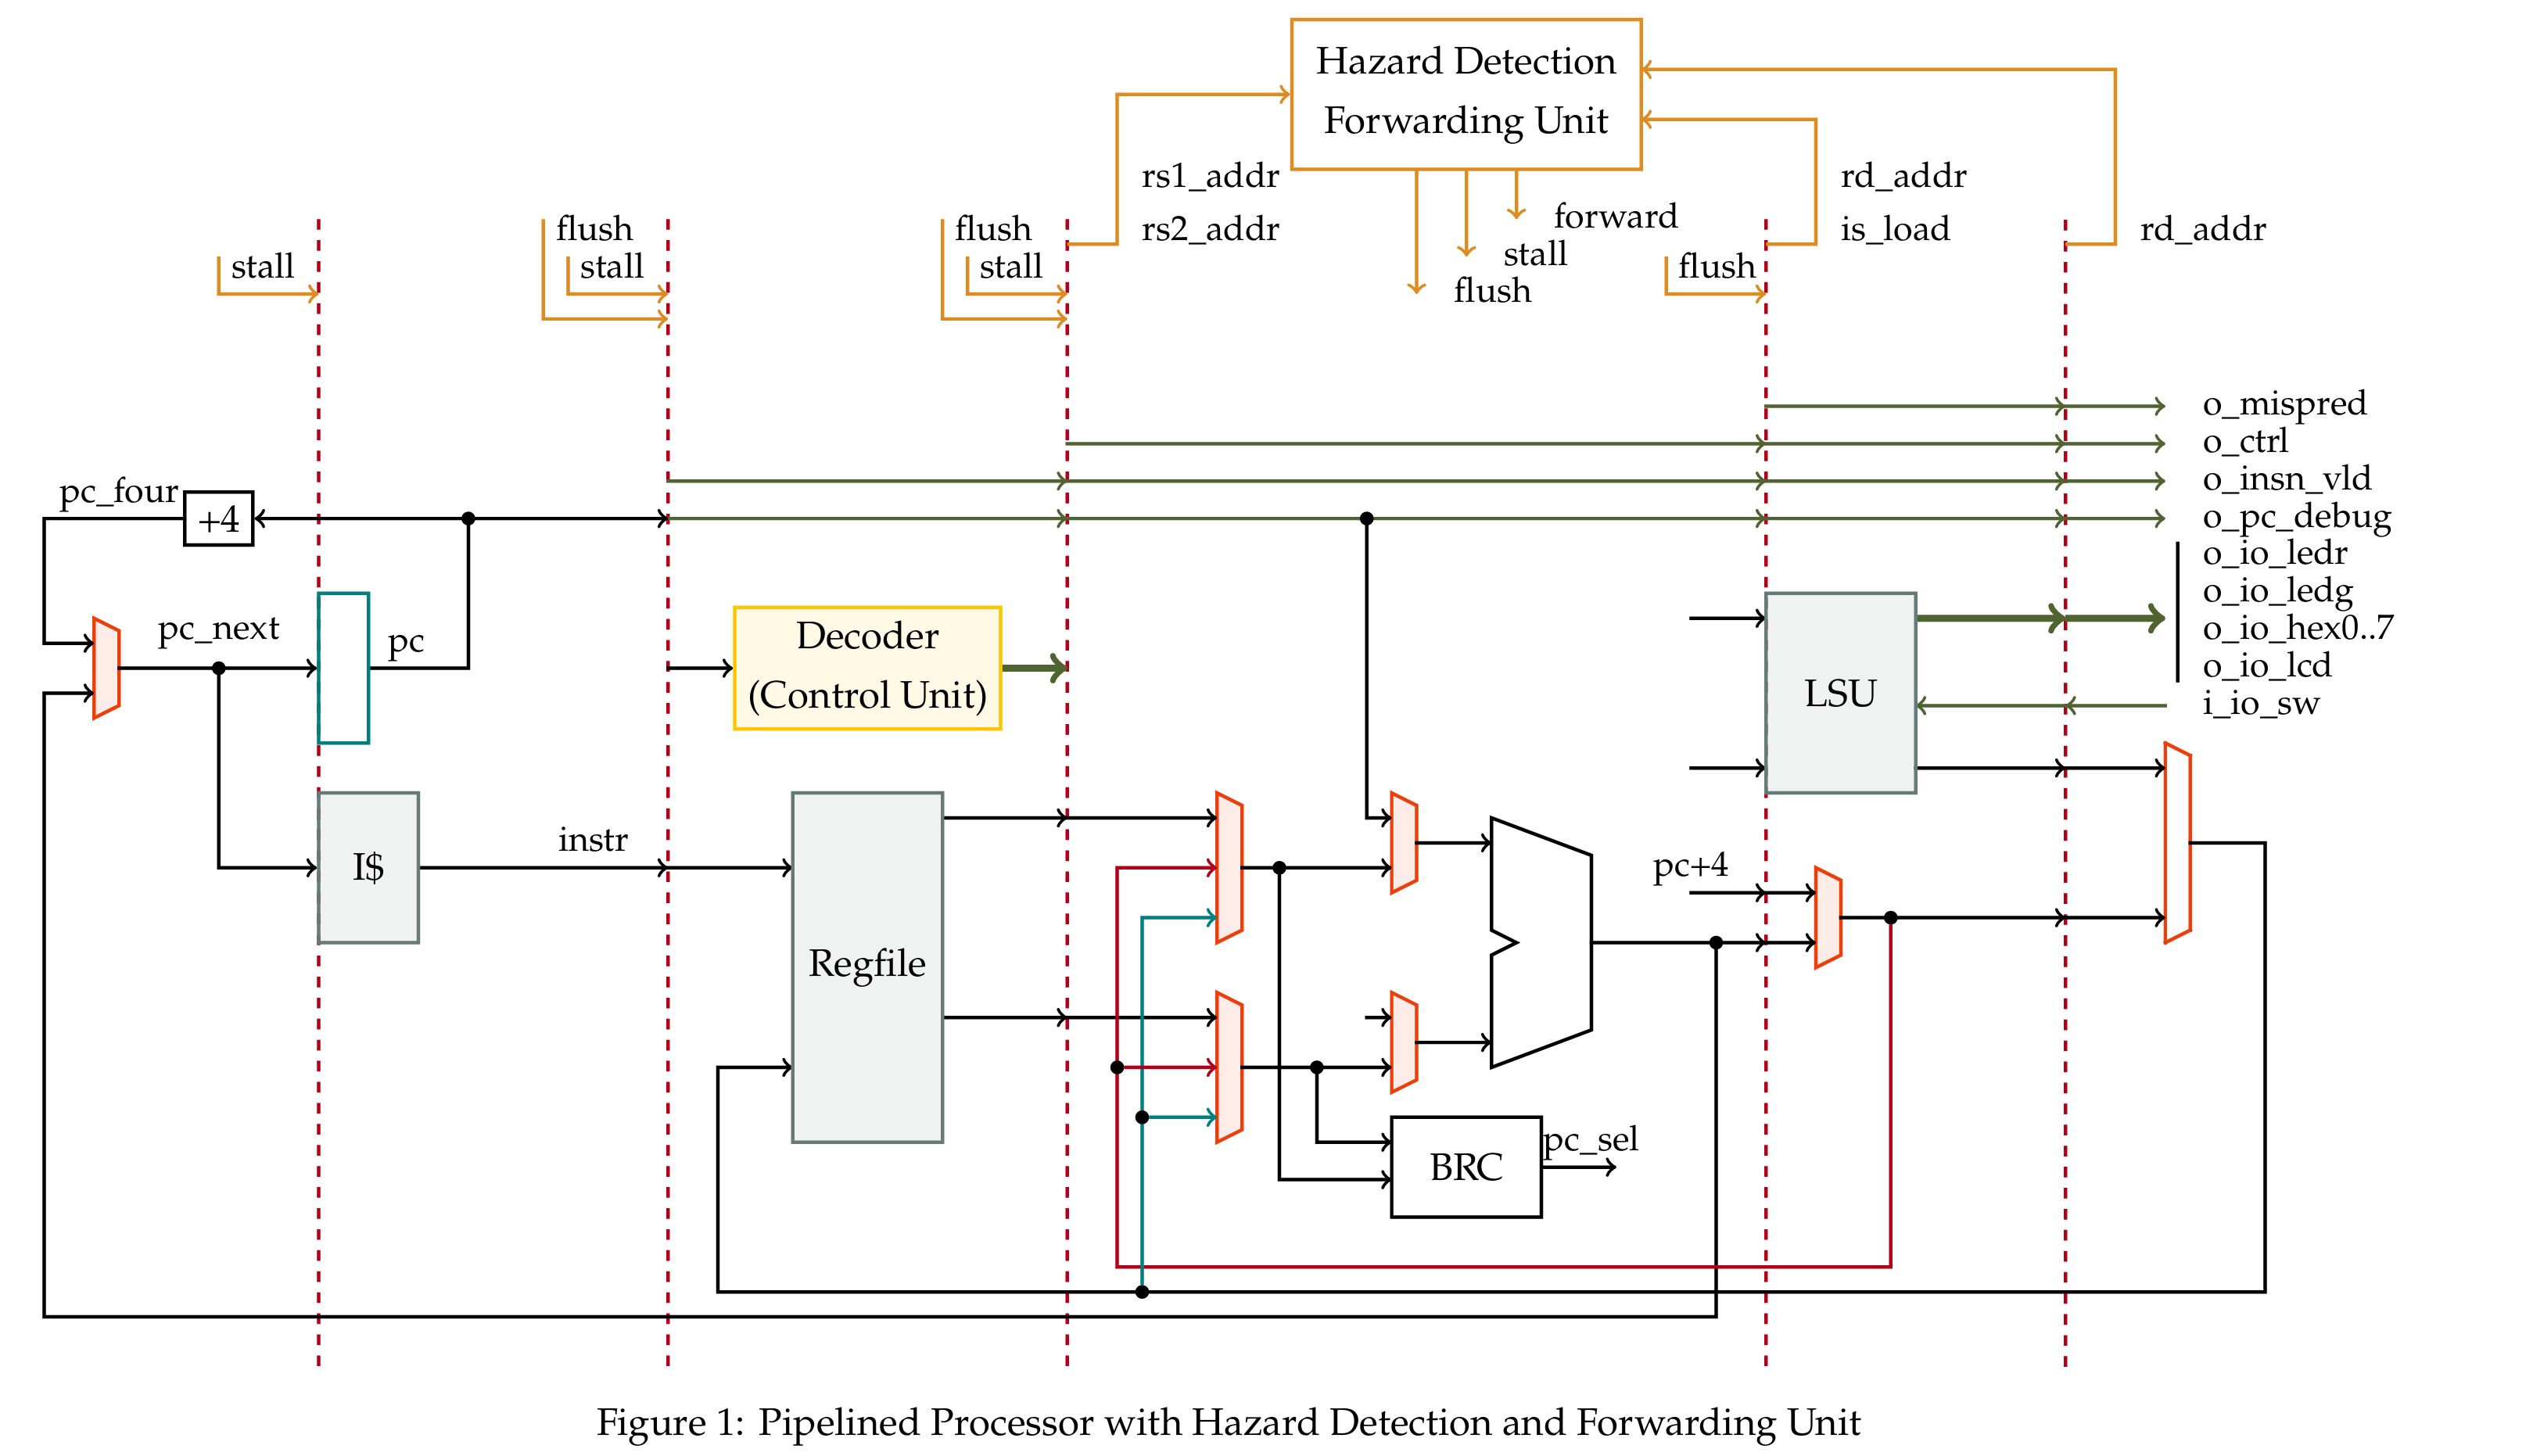 Hazard Detection
Forwarding Unit
rs1_addr
rs2_addr
rd_addr
is_load
rd_addr
forward
stall
flush
stall
flush
stall
flush
stall
flush
o_mispred
o_ctrl
o_insn_vld
o_pc_debug
o_io_ledr
o_io_ledg
o_io_hex0..7
o_io_lcd
i_io_sw
pc_four
+4
pc_next
pc
Decoder
(Control Unit)
LSU
I$
instr
Regfile
pc+4
BRC
pc_sel
Figure 1: Pipelined Processor with Hazard Detection and Forwarding Unit